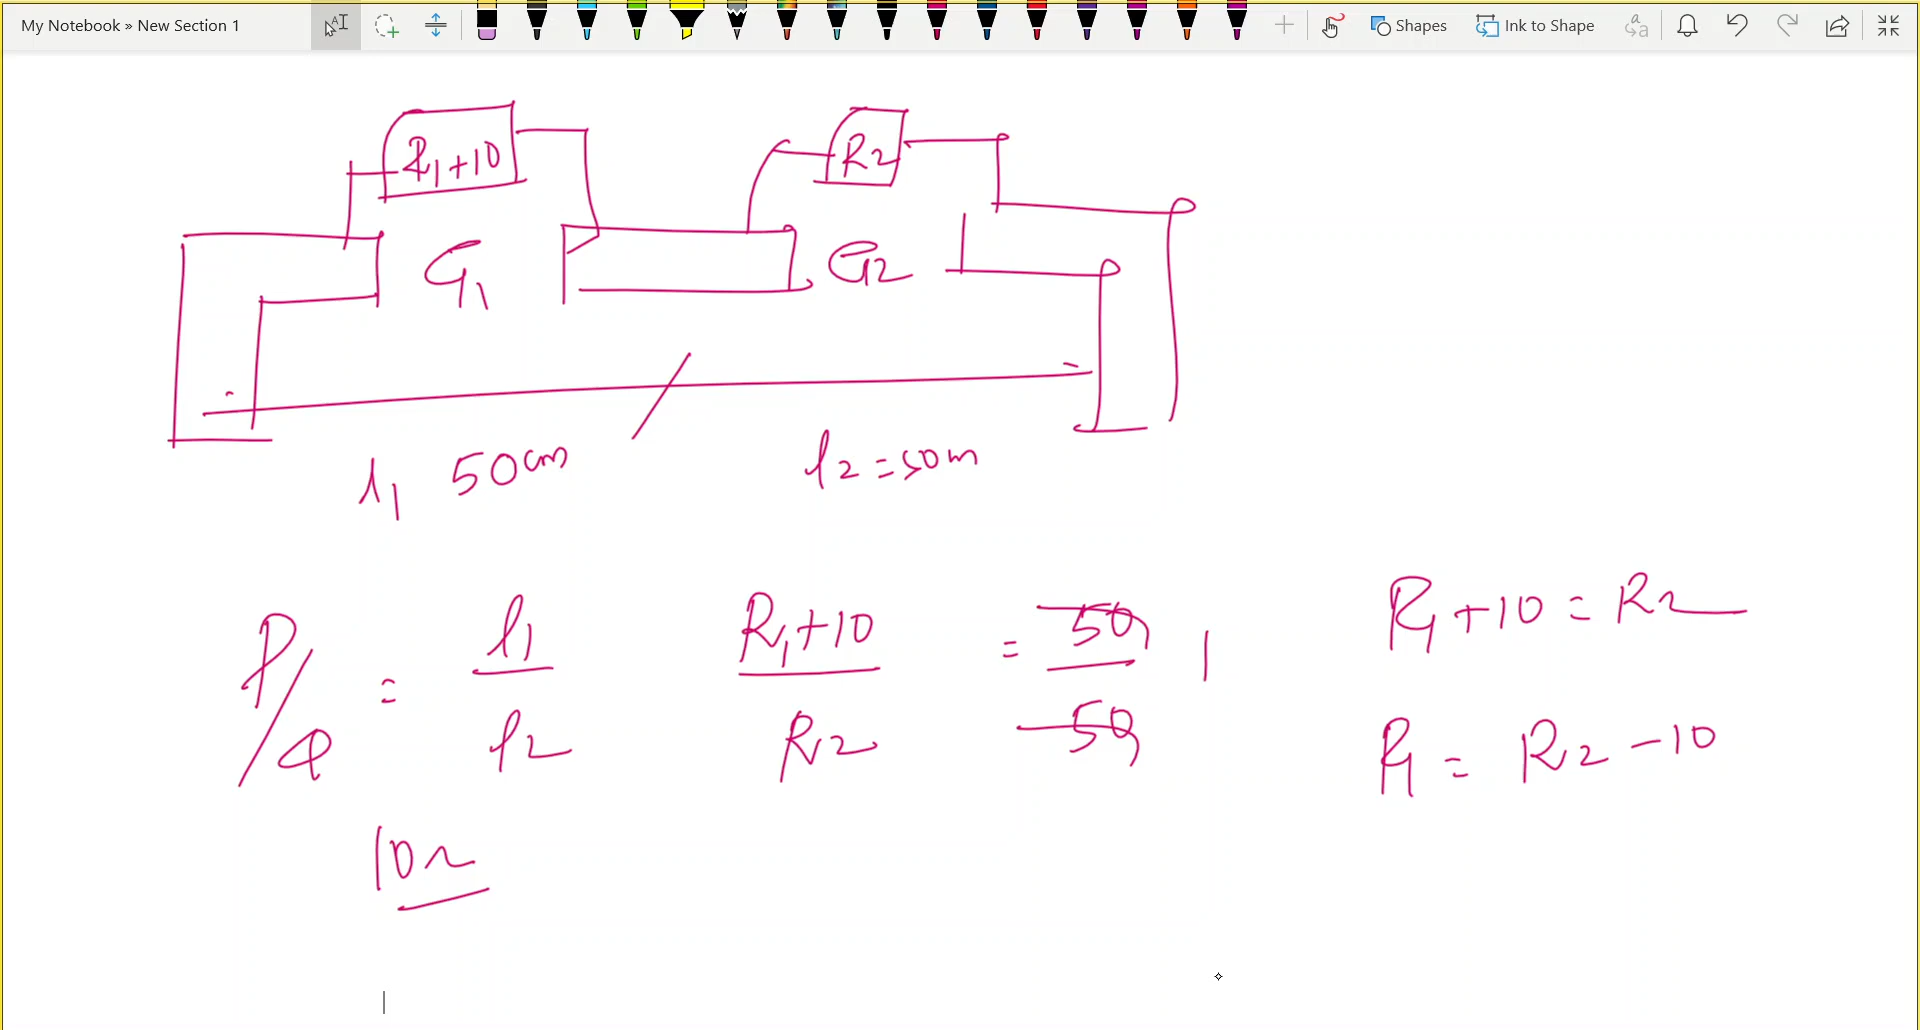 My Notebook » New Section 1
Shapes
Ink to Shape
R1+10
R2
G1
G2
l1 50cm
l2=50m
P/Q = l1/l2
R1+10/R2 = 50/50 1
R1+10=R2
R1= R2-10
10Ω